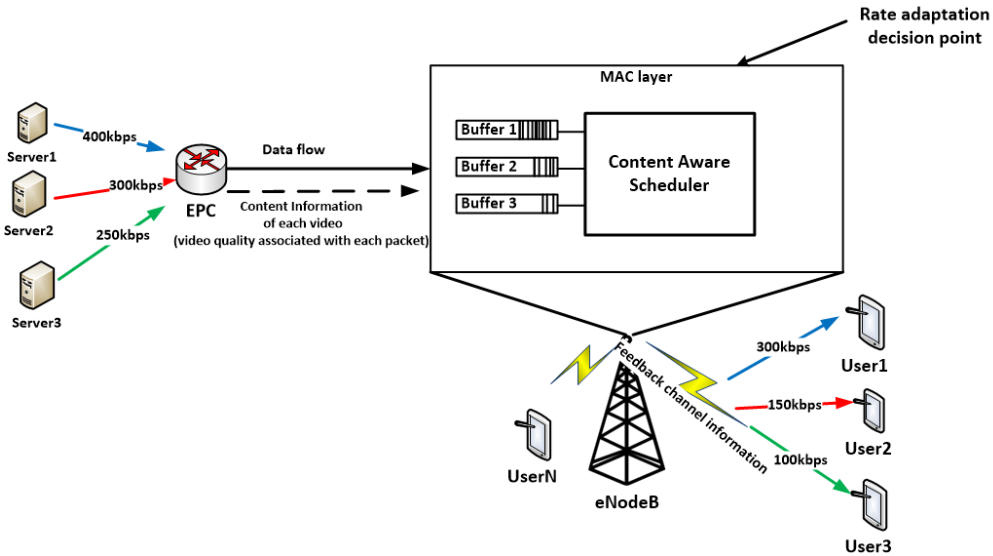 Rate adaptation
decision point
MAC layer
Server1
400kbps
Buffer 1
Data flow
Content Aware
Scheduler
Buffer 2
300kbps
Server2
EPC
Content Information
of each video
(video quality associated with each packet)
Buffer 3
250kbps
Server3
Feedback channel information
300kbps
User1
150kbps
User2
UserN
100kbps
eNodeB
User3